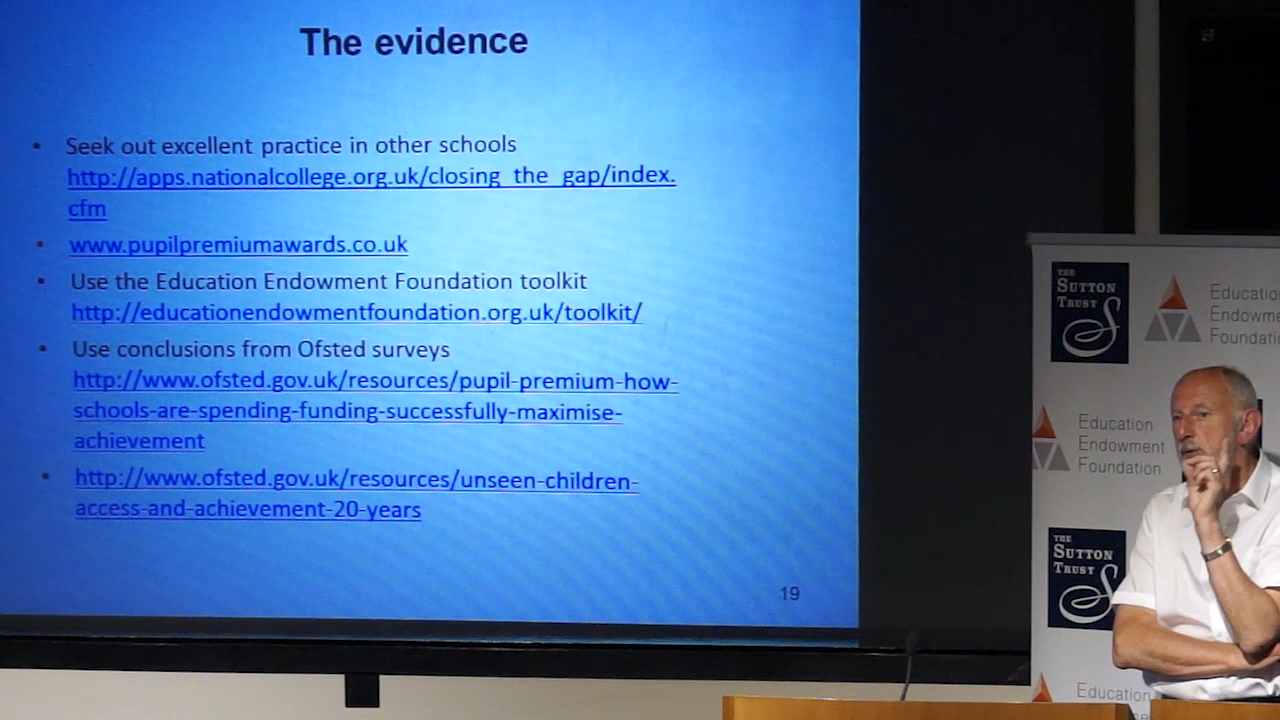 The evidence
• Seek out excellent practice in other schools
http://apps.nationalcollege.org.uk/closing_the_gap/index.
cfm
• www.pupilpremiumawards.co.uk
• Use the Education Endowment Foundation toolkit
http://educationendowmentfoundation.org.uk/toolkit/
• Use conclusions from Ofsted surveys
http://www.ofsted.gov.uk/resources/pupil-premium-how-
schools-are-spending-funding-successfully-maximise-
achievement
• http://www.ofsted.gov.uk/resources/unseen-children-
access-and-achievement-20-years
19
THE
SUTTON
TRUST
S
Educatio
Endowme
Foundati
Education
Endowment
Foundation
THE
SUTTON
TRUST
S
Education